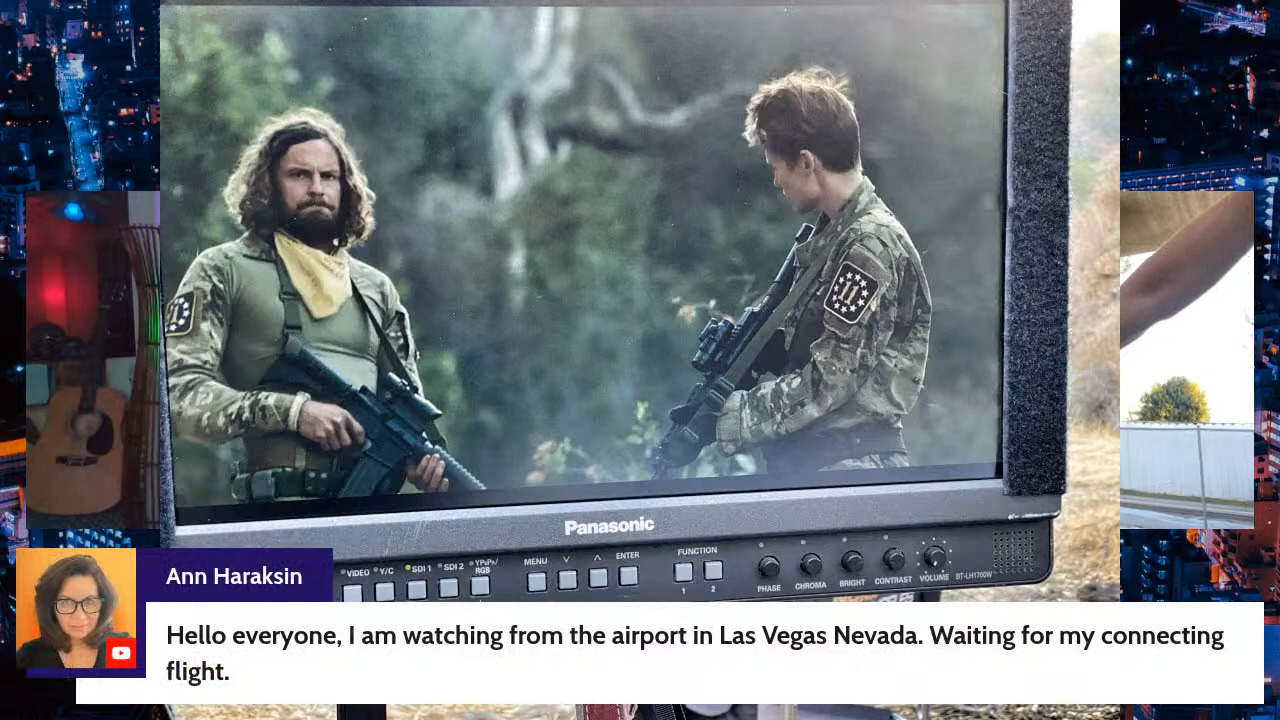 Panasonic
VIDEO Y/C SDI 1 SDI 2 YPBPR/
RGB
MENU ENTER
FUNCTION
1 2
PHASE CHROMA BRIGHT CONTRAST VOLUME
BT-LH1700W
Ann Haraksin
Hello everyone, I am watching from the airport in Las Vegas Nevada. Waiting for my connecting
flight.